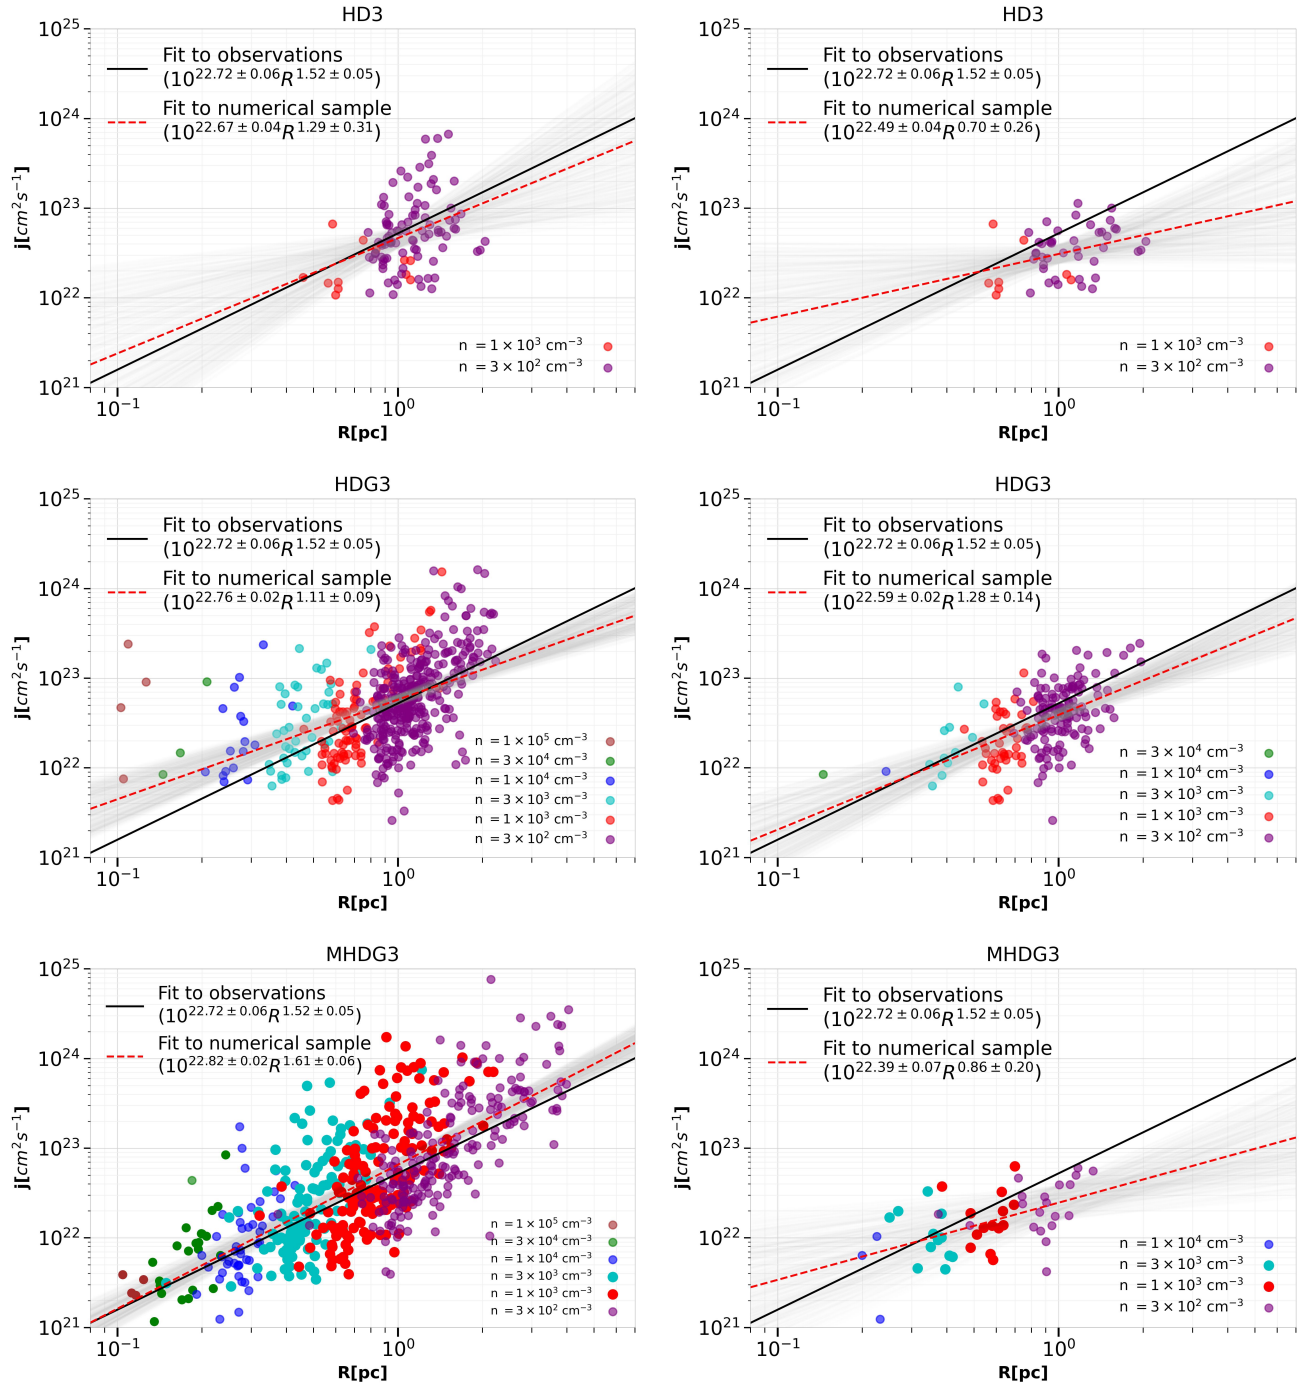 HD3
10^25
10^24
10^23
10^22
10^21
j[cm^2s^−1]
Fit to observations
(10^22.72±0.06 R^1.52±0.05)
Fit to numerical sample
(10^22.67±0.04 R^1.29±0.31)
n = 1×10^3 cm^−3
n = 3×10^2 cm^−3
10^−1
10^0
R[pc]
HD3
10^25
10^24
10^23
10^22
10^21
j[cm^2s^−1]
Fit to observations
(10^22.72±0.06 R^1.52±0.05)
Fit to numerical sample
(10^22.49±0.04 R^0.70±0.26)
n = 1×10^3 cm^−3
n = 3×10^2 cm^−3
10^−1
10^0
R[pc]
HDG3
10^25
10^24
10^23
10^22
10^21
j[cm^2s^−1]
Fit to observations
(10^22.72±0.06 R^1.52±0.05)
Fit to numerical sample
(10^22.76±0.02 R^1.11±0.09)
n = 1×10^5 cm^−3
n = 3×10^4 cm^−3
n = 1×10^4 cm^−3
n = 3×10^3 cm^−3
n = 1×10^3 cm^−3
n = 3×10^2 cm^−3
10^−1
10^0
R[pc]
HDG3
10^25
10^24
10^23
10^22
10^21
j[cm^2s^−1]
Fit to observations
(10^22.72±0.06 R^1.52±0.05)
Fit to numerical sample
(10^22.59±0.02 R^1.28±0.14)
n = 3×10^4 cm^−3
n = 1×10^4 cm^−3
n = 3×10^3 cm^−3
n = 1×10^3 cm^−3
n = 3×10^2 cm^−3
10^−1
10^0
R[pc]
MHDG3
10^25
10^24
10^23
10^22
10^21
j[cm^2s^−1]
Fit to observations
(10^22.72±0.06 R^1.52±0.05)
Fit to numerical sample
(10^22.82±0.02 R^1.61±0.06)
n = 1×10^5 cm^−3
n = 3×10^4 cm^−3
n = 1×10^4 cm^−3
n = 3×10^3 cm^−3
n = 1×10^3 cm^−3
n = 3×10^2 cm^−3
10^−1
10^0
R[pc]
MHDG3
10^25
10^24
10^23
10^22
10^21
j[cm^2s^−1]
Fit to observations
(10^22.72±0.06 R^1.52±0.05)
Fit to numerical sample
(10^22.39±0.07 R^0.86±0.20)
n = 1×10^4 cm^−3
n = 3×10^3 cm^−3
n = 1×10^3 cm^−3
n = 3×10^2 cm^−3
10^−1
10^0
R[pc]